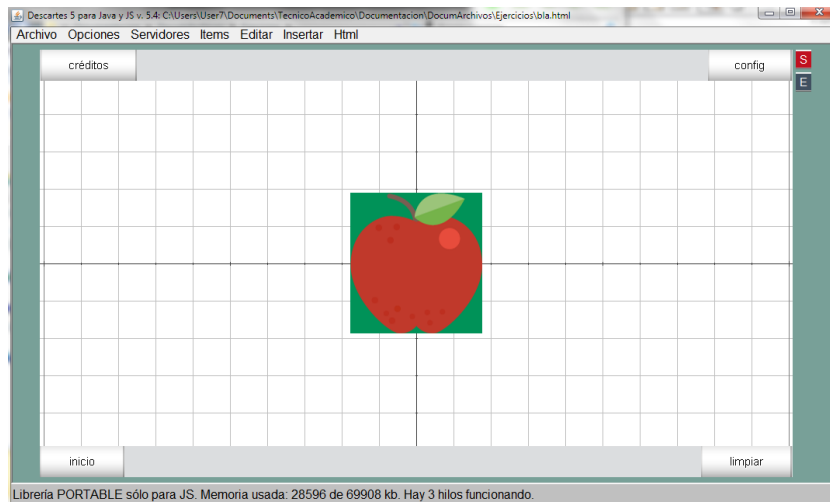 Descartes 5 para Java y JS v. 5.4: C:\Users\User7\Documents\TecnicoAcademico\Documentacion\DocumArchivos\Ejercicios\bla.html
Archivo Opciones Servidores Items Editar Insertar Html
créditos config S
E
inicio limpiar
Librería PORTABLE sólo para JS. Memoria usada: 28596 de 69908 kb. Hay 3 hilos funcionando.